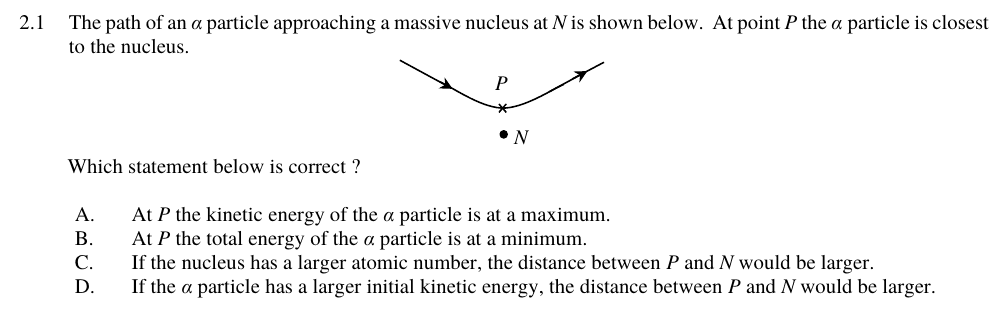 2.1 The path of an α particle approaching a massive nucleus at N is shown below. At point P the α particle is closest
to the nucleus.
P
N
Which statement below is correct ?
A. At P the kinetic energy of the α particle is at a maximum.
B. At P the total energy of the α particle is at a minimum.
C. If the nucleus has a larger atomic number, the distance between P and N would be larger.
D. If the α particle has a larger initial kinetic energy, the distance between P and N would be larger.